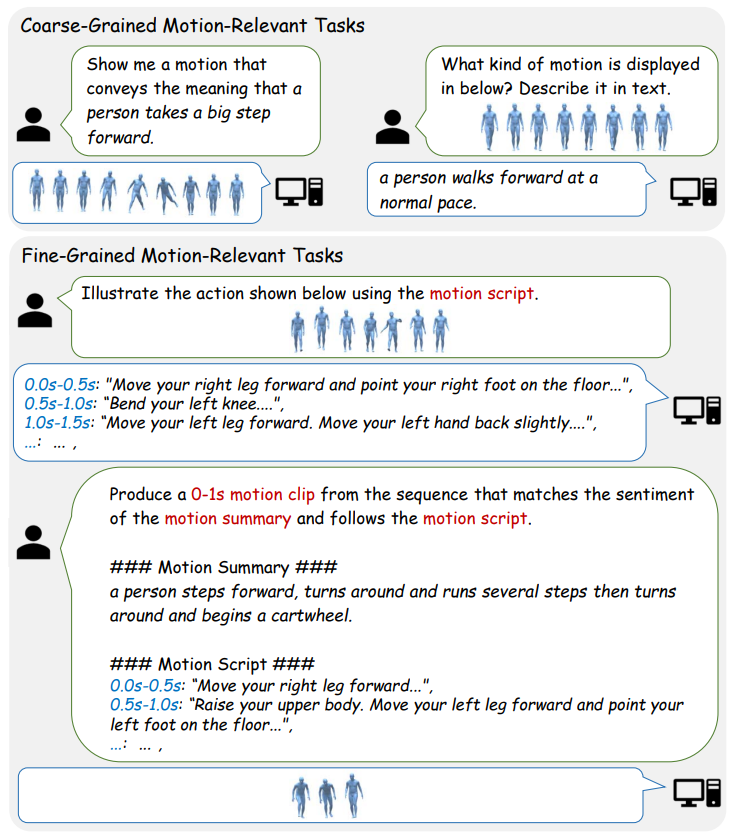 Coarse-Grained Motion-Relevant Tasks
Show me a motion that
conveys the meaning that a
person takes a big step
forward.
What kind of motion is displayed
in below? Describe it in text.
a person walks forward at a
normal pace.
Fine-Grained Motion-Relevant Tasks
Illustrate the action shown below using the motion script.
0.0s-0.5s: "Move your right leg forward and point your right foot on the floor...",
0.5s-1.0s: “Bend your left knee....",
1.0s-1.5s: “Move your left leg forward. Move your left hand back slightly....",
...: ... ,
Produce a 0-1s motion clip from the sequence that matches the sentiment
of the motion summary and follows the motion script.
### Motion Summary ###
a person steps forward, turns around and runs several steps then turns
around and begins a cartwheel.
### Motion Script ###
0.0s-0.5s: “Move your right leg forward...",
0.5s-1.0s: “Raise your upper body. Move your left leg forward and point your
left foot on the floor...",
...: ... ,